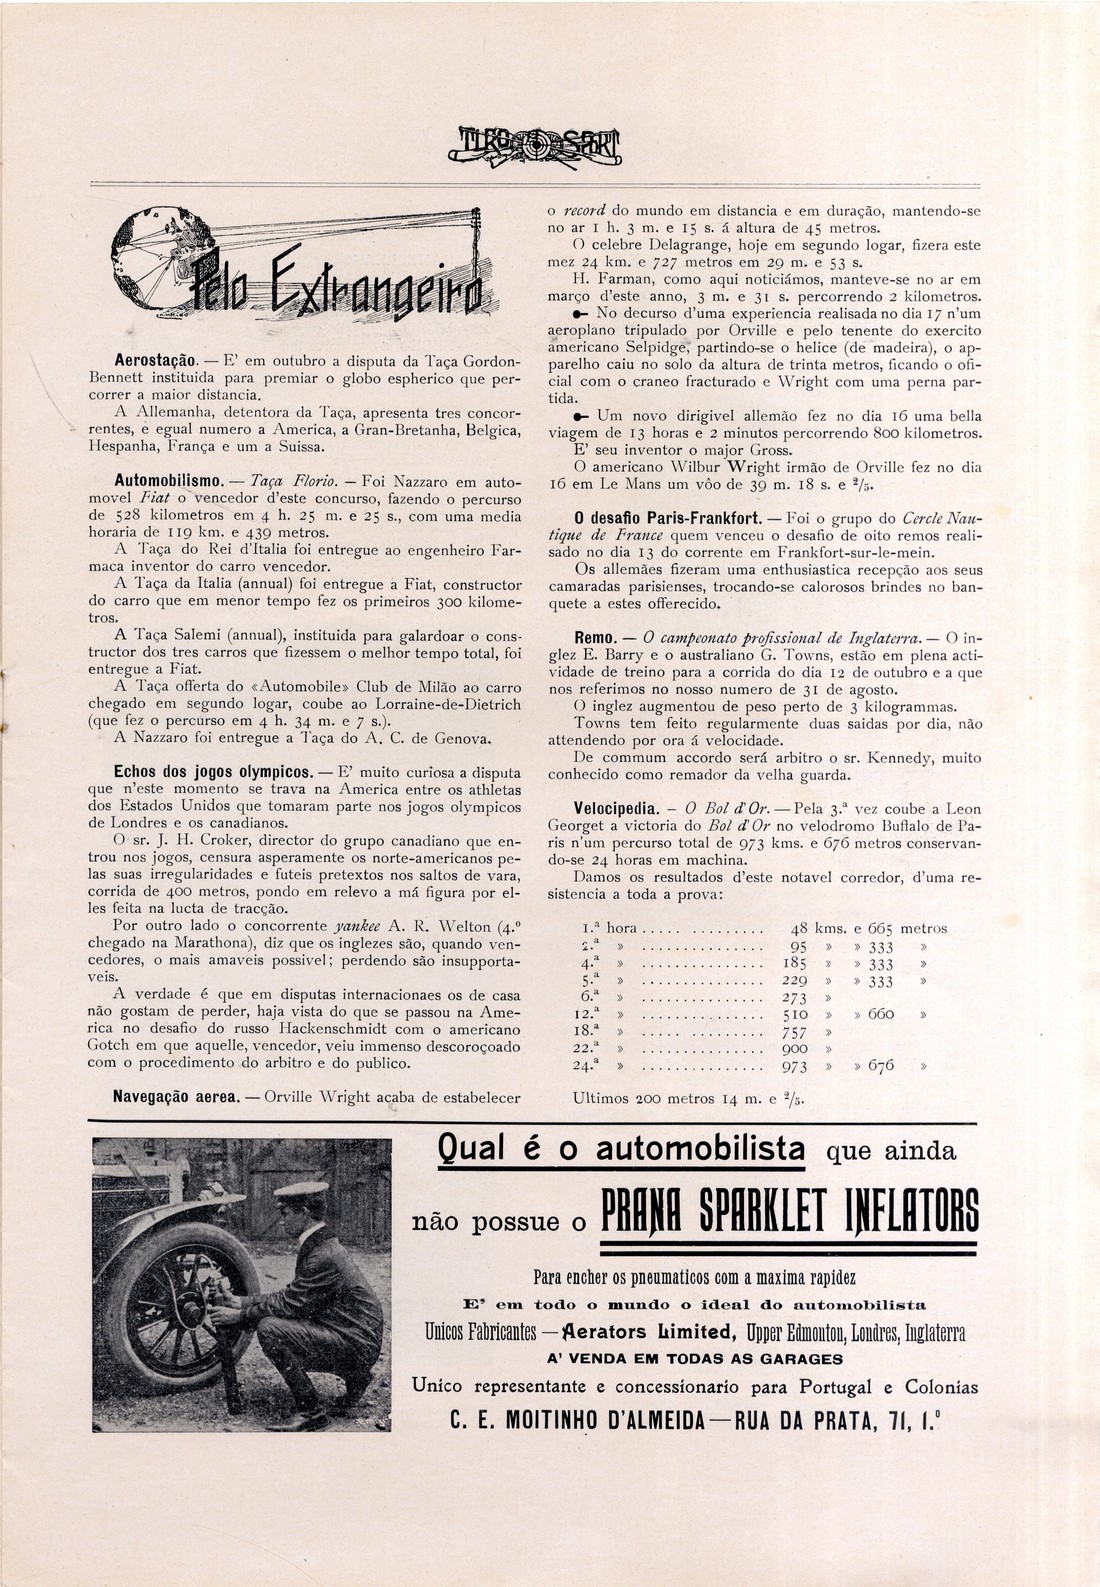 TIRO SPORT
Pelo Extrangeiro
Aerostação. — E' em outubro a disputa da Taça Gordon-
Bennett instituida para premiar o globo espherico que per-
correr a maior distancia.
A Allemanha, detentora da Taça, apresenta tres concor-
rentes, e egual numero a America, a Gran-Bretanha, Belgica,
Hespanha, França e um a Suissa.
Automobilismo. — Taça Florio. — Foi Nazzaro em auto-
movel Fiat o vencedor d'este concurso, fazendo o percurso
de 528 kilometros em 4 h. 25 m. e 25 s., com uma media
horaria de 119 km. e 439 metros.
A Taça do Rei d'Italia foi entregue ao engenheiro Far-
maca inventor do carro vencedor.
A Taça da Italia (annual) foi entregue a Fiat, constructor
do carro que em menor tempo fez os primeiros 300 kilome-
tros.
A Taça Salemi (annual), instituida para galardoar o cons-
tructor dos tres carros que fizessem o melhor tempo total, foi
entregue a Fiat.
A Taça offerta do «Automobile» Club de Milão ao carro
chegado em segundo logar, coube ao Lorraine-de-Dietrich
(que fez o percurso em 4 h. 34 m. e 7 s.).
A Nazzaro foi entregue a Taça do A. C. de Genova.
Echos dos jogos olympicos. — E' muito curiosa a disputa
que n'este momento se trava na America entre os athletas
dos Estados Unidos que tomaram parte nos jogos olympicos
de Londres e os canadianos.
O sr. J. H. Croker, director do grupo canadiano que en-
trou nos jogos, censura asperamente os norte-americanos pe-
las suas irregularidades e futeis pretextos nos saltos de vara,
corrida de 400 metros, pondo em relevo a má figura por el-
les feita na lucta de tracção.
Por outro lado o concorrente yankee A. R. Welton (4.º
chegado na Marathona), diz que os inglezes são, quando ven-
cedores, o mais amaveis possivel; perdendo são insupporta-
veis.
A verdade é que em disputas internacionaes os de casa
não gostam de perder, haja vista do que se passou na Ame-
rica no desafio do russo Hackenschmidt com o americano
Gotch em que aquelle, vencedor, veiu immenso descoroçoado
com o procedimento do arbitro e do publico.
Navegação aerea. — Orville Wright acaba de estabelecer
o record do mundo em distancia e em duração, mantendo-se
no ar 1 h. 3 m. e 15 s. á altura de 45 metros.
O celebre Delagrange, hoje em segundo logar, fizera este
mez 24 km. e 727 metros em 29 m. e 53 s.
H. Farman, como aqui noticiámos, manteve-se no ar em
março d'este anno, 3 m. e 31 s. percorrendo 2 kilometros.
No decurso d'uma experiencia realisada no dia 17 n'um
aeroplano tripulado por Orville e pelo tenente do exercito
americano Selpidge, partindo-se o helice (de madeira), o ap-
parelho caiu no solo da altura de trinta metros, ficando o offi-
cial com o craneo fracturado e Wright com uma perna par-
tida.
Um novo dirigivel allemão fez no dia 16 uma bella
viagem de 13 horas e 2 minutos percorrendo 800 kilometros.
E' seu inventor o major Gross.
O americano Wilbur Wright irmão de Orville fez no dia
16 em Le Mans um vôo de 39 m. 18 s. e 2/5.
O desafio Paris-Frankfort. — Foi o grupo do Cercle Nau-
tique de France quem venceu o desafio de oito remos reali-
sado no dia 13 do corrente em Frankfort-sur-le-mein.
Os allemães fizeram uma enthusiastica recepção aos seus
camaradas parisienses, trocando-se calorosos brindes no ban-
quete a estes offerecido.
Remo. — O campeonato profissional de Inglaterra. — O in-
glez E. Barry e o australiano G. Towns, estão em plena acti-
vidade de treino para a corrida do dia 12 de outubro e a que
nos referimos no nosso numero de 31 de agosto.
O inglez augmentou de peso perto de 3 kilogrammas.
Towns tem feito regularmente duas saidas por dia, não
attendendo por ora á velocidade.
De commum accordo será arbitro o sr. Kennedy, muito
conhecido como remador da velha guarda.
Velocipedia. — O Bol d'Or. — Pela 3.ª vez coube a Leon
Georget a victoria do Bol d'Or no velodromo Buffalo de Pa-
ris n'um percurso total de 973 kms. e 676 metros conservan-
do-se 24 horas em machina.
Damos os resultados d'este notavel corredor, d'uma re-
sistencia a toda a prova:
1.ª hora .............. 48 kms. e 665 metros
2.ª » .............. 95 » » 333 »
4.ª » .............. 185 » » 333 »
5.ª » .............. 229 » » 333 »
6.ª » .............. 273 »
12.ª » .............. 510 » » 660 »
18.ª » .............. 757 »
22.ª » .............. 900 »
24.ª » .............. 973 » » 676 »
Ultimos 200 metros 14 m. e 2/5.
Qual é o automobilista que ainda
não possue o PRANA SPARKLET INFLATORS
Para encher os pneumaticos com a maxima rapidez
E' em todo o mundo o ideal do automobilista
Unicos Fabricantes — Aerators Limited, Upper Edmonton, Londres, Inglaterra
A' VENDA EM TODAS AS GARAGES
Unico representante e concessionario para Portugal e Colonias
C. E. MOITINHO D'ALMEIDA — RUA DA PRATA, 71, 1.º